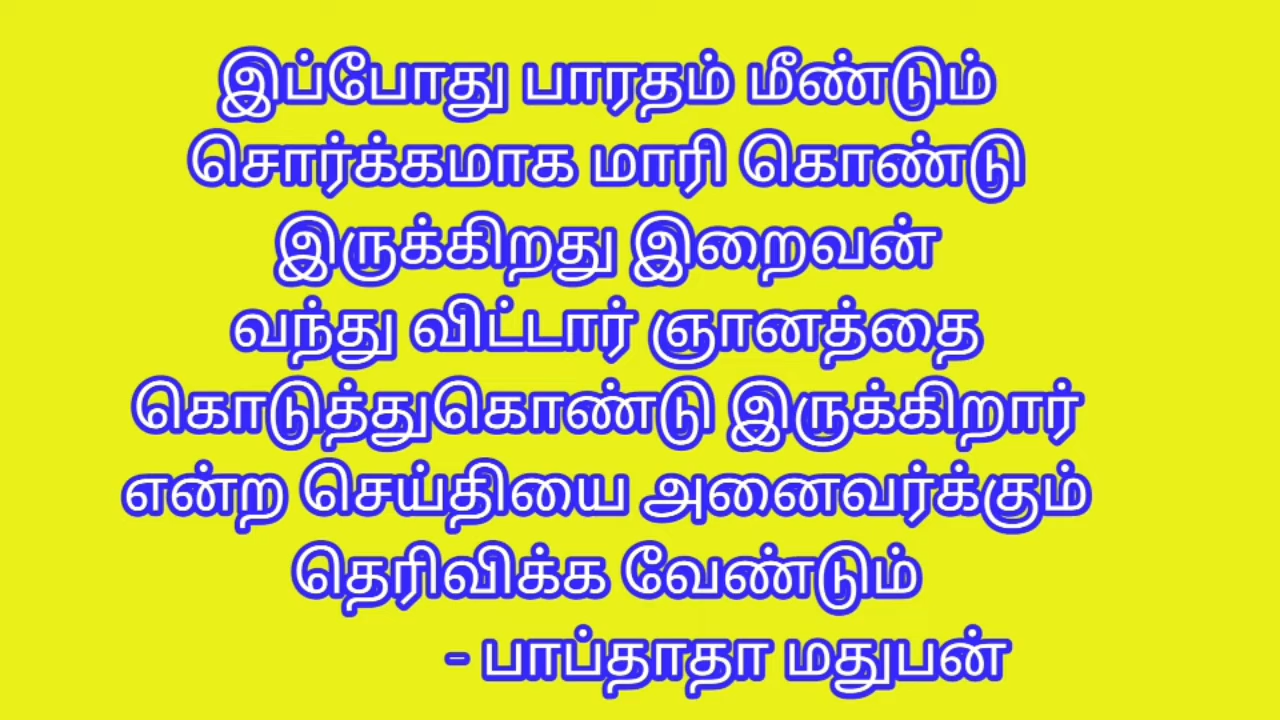 இப்போது பாரதம் மீண்டும்
சொர்க்கமாக மாரி கொண்டு
இருக்கிறது இறைவன்
வந்து விட்டார் ஞானத்தை
கொடுத்துகொண்டு இருக்கிறார்
என்ற செய்தியை அனைவர்க்கும்
தெரிவிக்க வேண்டும்
- பாப்தாதா மதுபன்